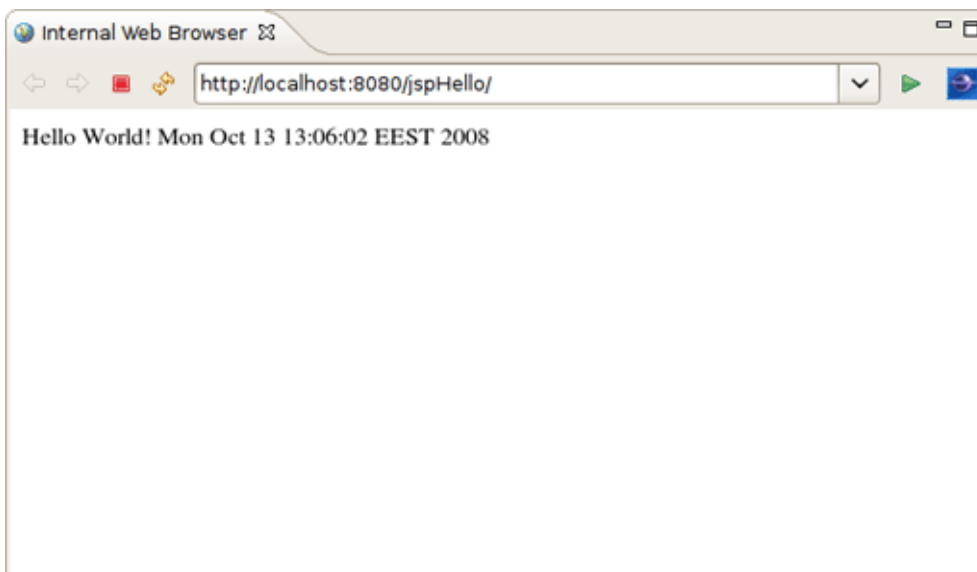 Internal Web Browser
http://localhost:8080/jspHello/
Hello World! Mon Oct 13 13:06:02 EEST 2008